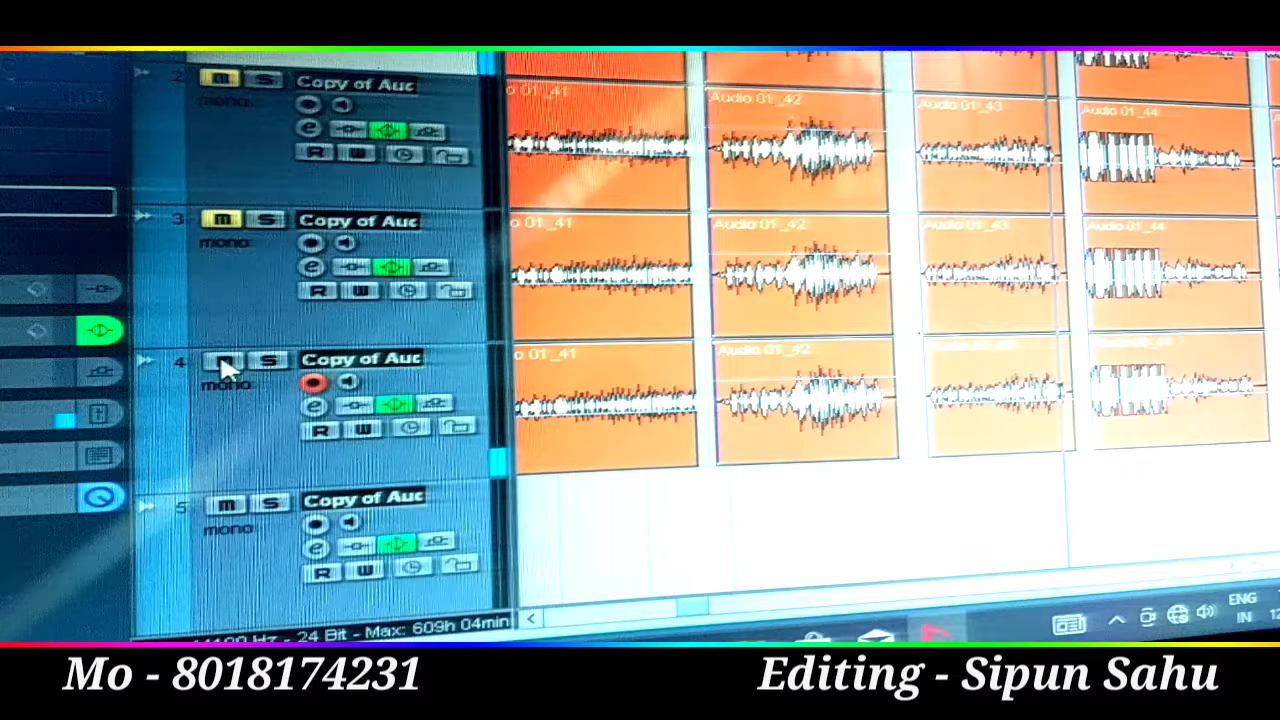 2 m S Copy of Auc
mono
e
R W
o 01_41 Audio 01_42 Audio 01_43 Audio 01_44
3 m S Copy of Auc
mono
e
R W
o 01_41 Audio 01_42 Audio 01_43 Audio 01_44
4 S Copy of Auc
mono
e
R W
o 01_41 Audio 01_42
5 m S Copy of Auc
mono
e
R W
Hz - 24 Bit - Max: 609h 04min
ENG
IN
Mo - 8018174231
Editing - Sipun Sahu